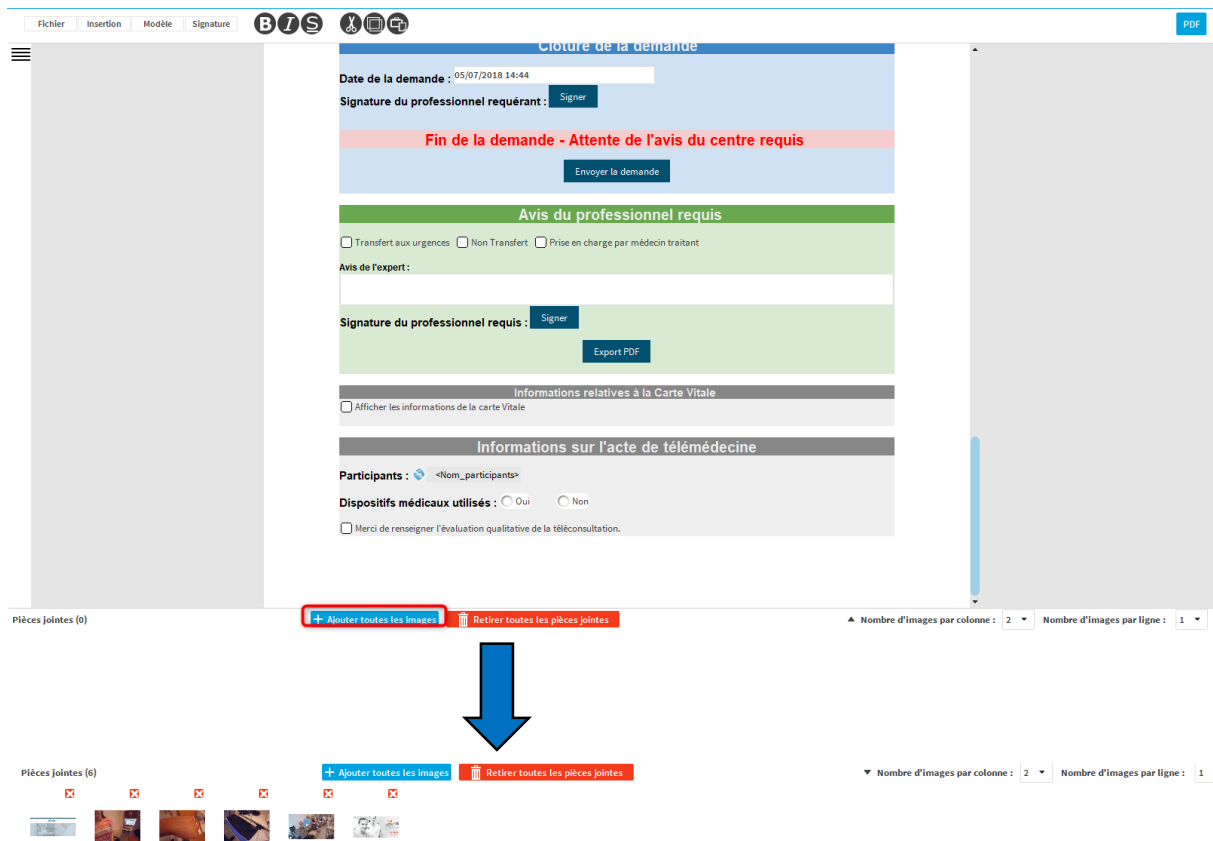 Fichier Insertion Modèle Signature B I S PDF
Clôture de la demande
Date de la demande : 05/07/2018 14:44
Signature du professionnel requérant : Signer
Fin de la demande - Attente de l'avis du centre requis
Envoyer la demande
Avis du professionnel requis
Transfert aux urgences Non Transfert Prise en charge par médecin traitant
Avis de l'expert :
Signature du professionnel requis : Signer
Export PDF
Informations relatives à la Carte Vitale
Afficher les informations de la carte Vitale
Informations sur l'acte de télémédecine
Participants : <Nom_participants>
Dispositifs médicaux utilisés : Oui Non
Merci de renseigner l'évaluation qualitative de la téléconsultation.
Pièces jointes (0) + Ajouter toutes les images Retirer toutes les pièces jointes Nombre d'images par colonne : 2 Nombre d'images par ligne : 1
Pièces jointes (6) + Ajouter toutes les images Retirer toutes les pièces jointes Nombre d'images par colonne : 2 Nombre d'images par ligne : 1